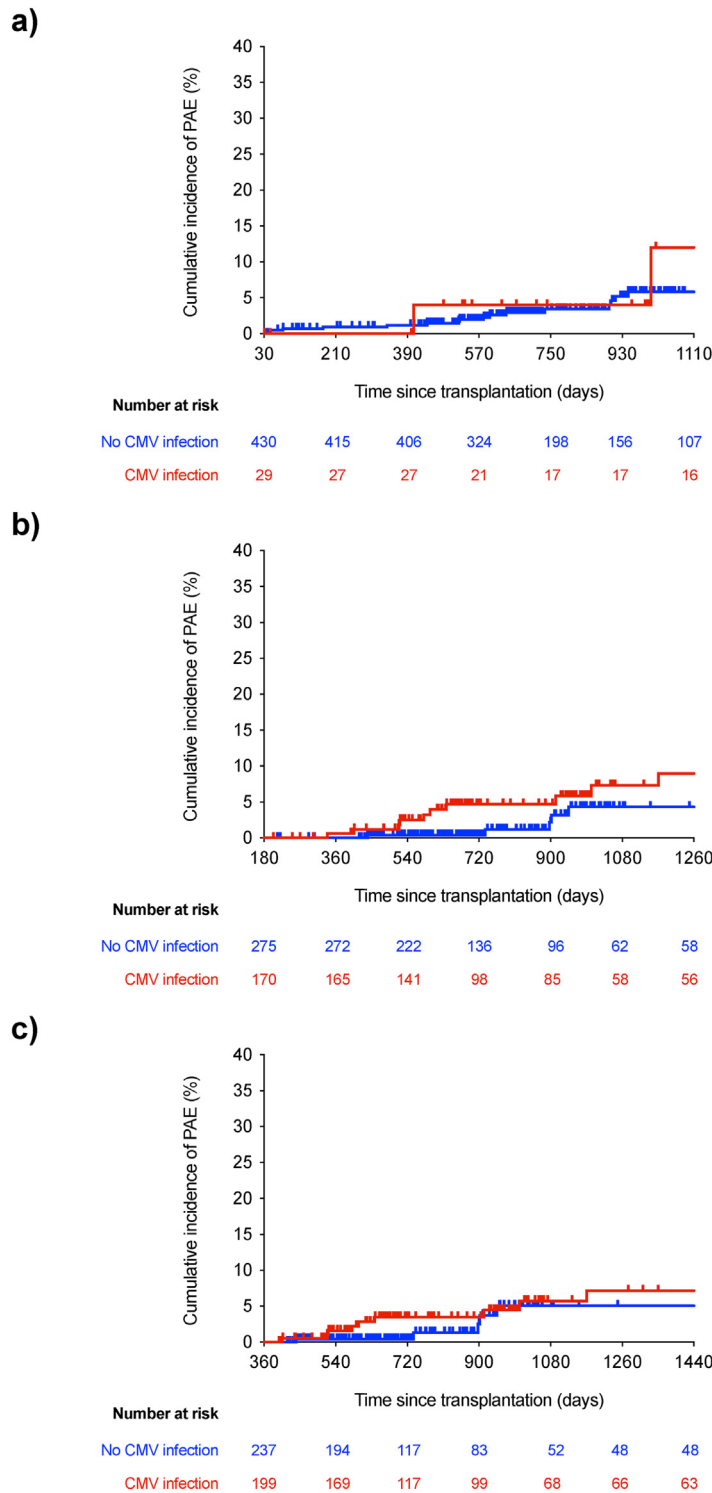 a)
40
35
30
25
20
15
10
5
0
Cumulative incidence of PAE (%)
30 210 390 570 750 930 1110
Time since transplantation (days)
Number at risk
No CMV infection 430 415 406 324 198 156 107
CMV infection 29 27 27 21 17 17 16
b)
40
35
30
25
20
15
10
5
0
Cumulative incidence of PAE (%)
180 360 540 720 900 1080 1260
Time since transplantation (days)
Number at risk
No CMV infection 275 272 222 136 96 62 58
CMV infection 170 165 141 98 85 58 56
c)
40
35
30
25
20
15
10
5
0
Cumulative incidence of PAE (%)
360 540 720 900 1080 1260 1440
Time since transplantation (days)
Number at risk
No CMV infection 237 194 117 83 52 48 48
CMV infection 199 169 117 99 68 66 63